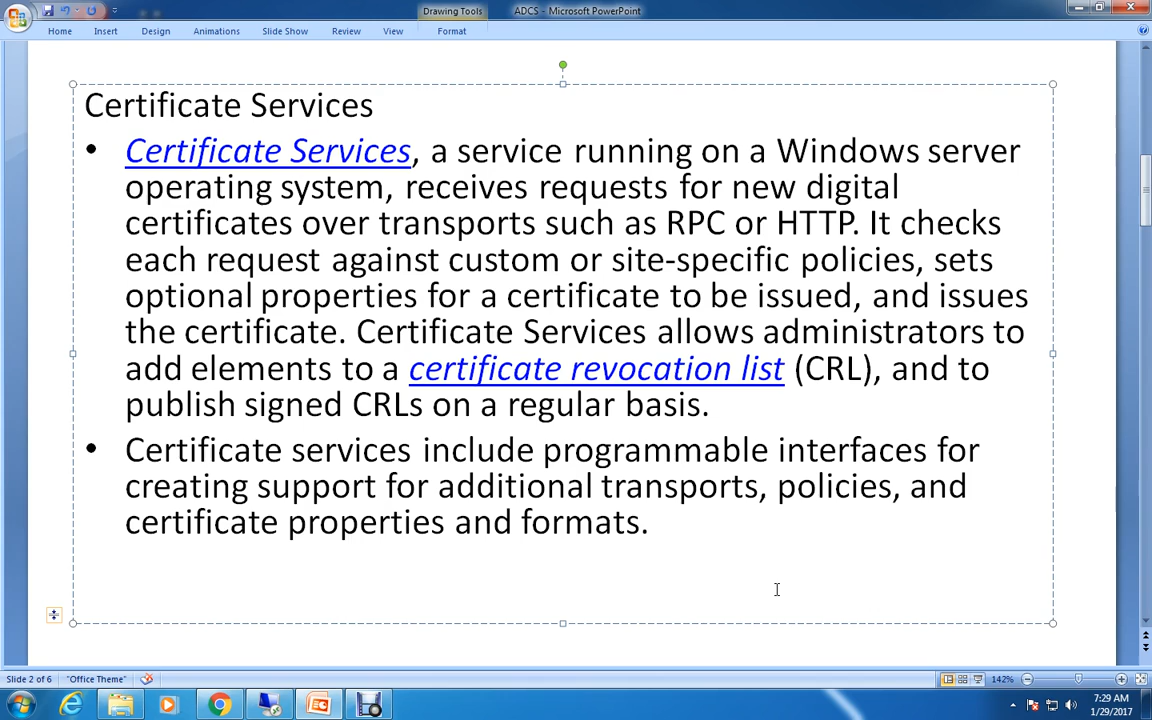 Drawing Tools
ADCS - Microsoft PowerPoint
Home Insert Design Animations Slide Show Review View Format
Certificate Services
• Certificate Services, a service running on a Windows server
operating system, receives requests for new digital
certificates over transports such as RPC or HTTP. It checks
each request against custom or site-specific policies, sets
optional properties for a certificate to be issued, and issues
the certificate. Certificate Services allows administrators to
add elements to a certificate revocation list (CRL), and to
publish signed CRLs on a regular basis.
• Certificate services include programmable interfaces for
creating support for additional transports, policies, and
certificate properties and formats.
Slide 2 of 6 "Office Theme" 142%
7:29 AM
1/29/2017